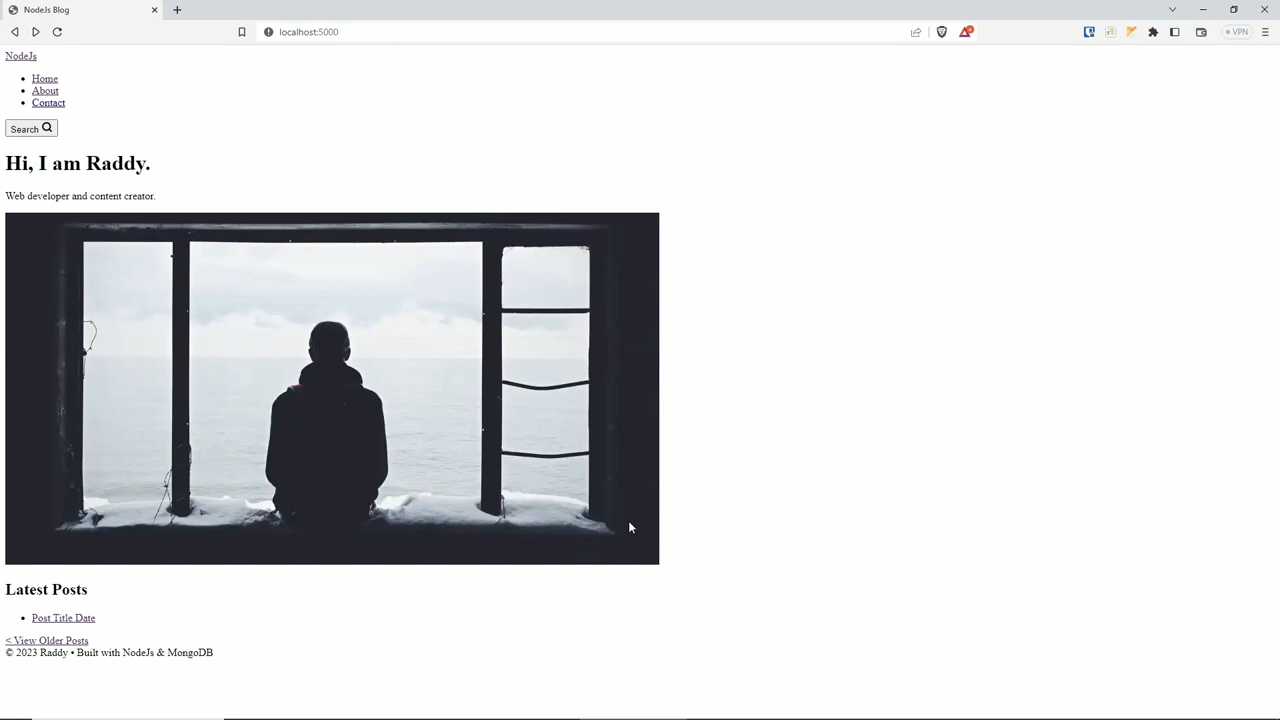 NodeJs Blog
localhost:5000
VPN
NodeJs
Home
About
Contact
Search
Hi, I am Raddy.
Web developer and content creator.
Latest Posts
Post Title Date
< View Older Posts
© 2023 Raddy • Built with NodeJs & MongoDB